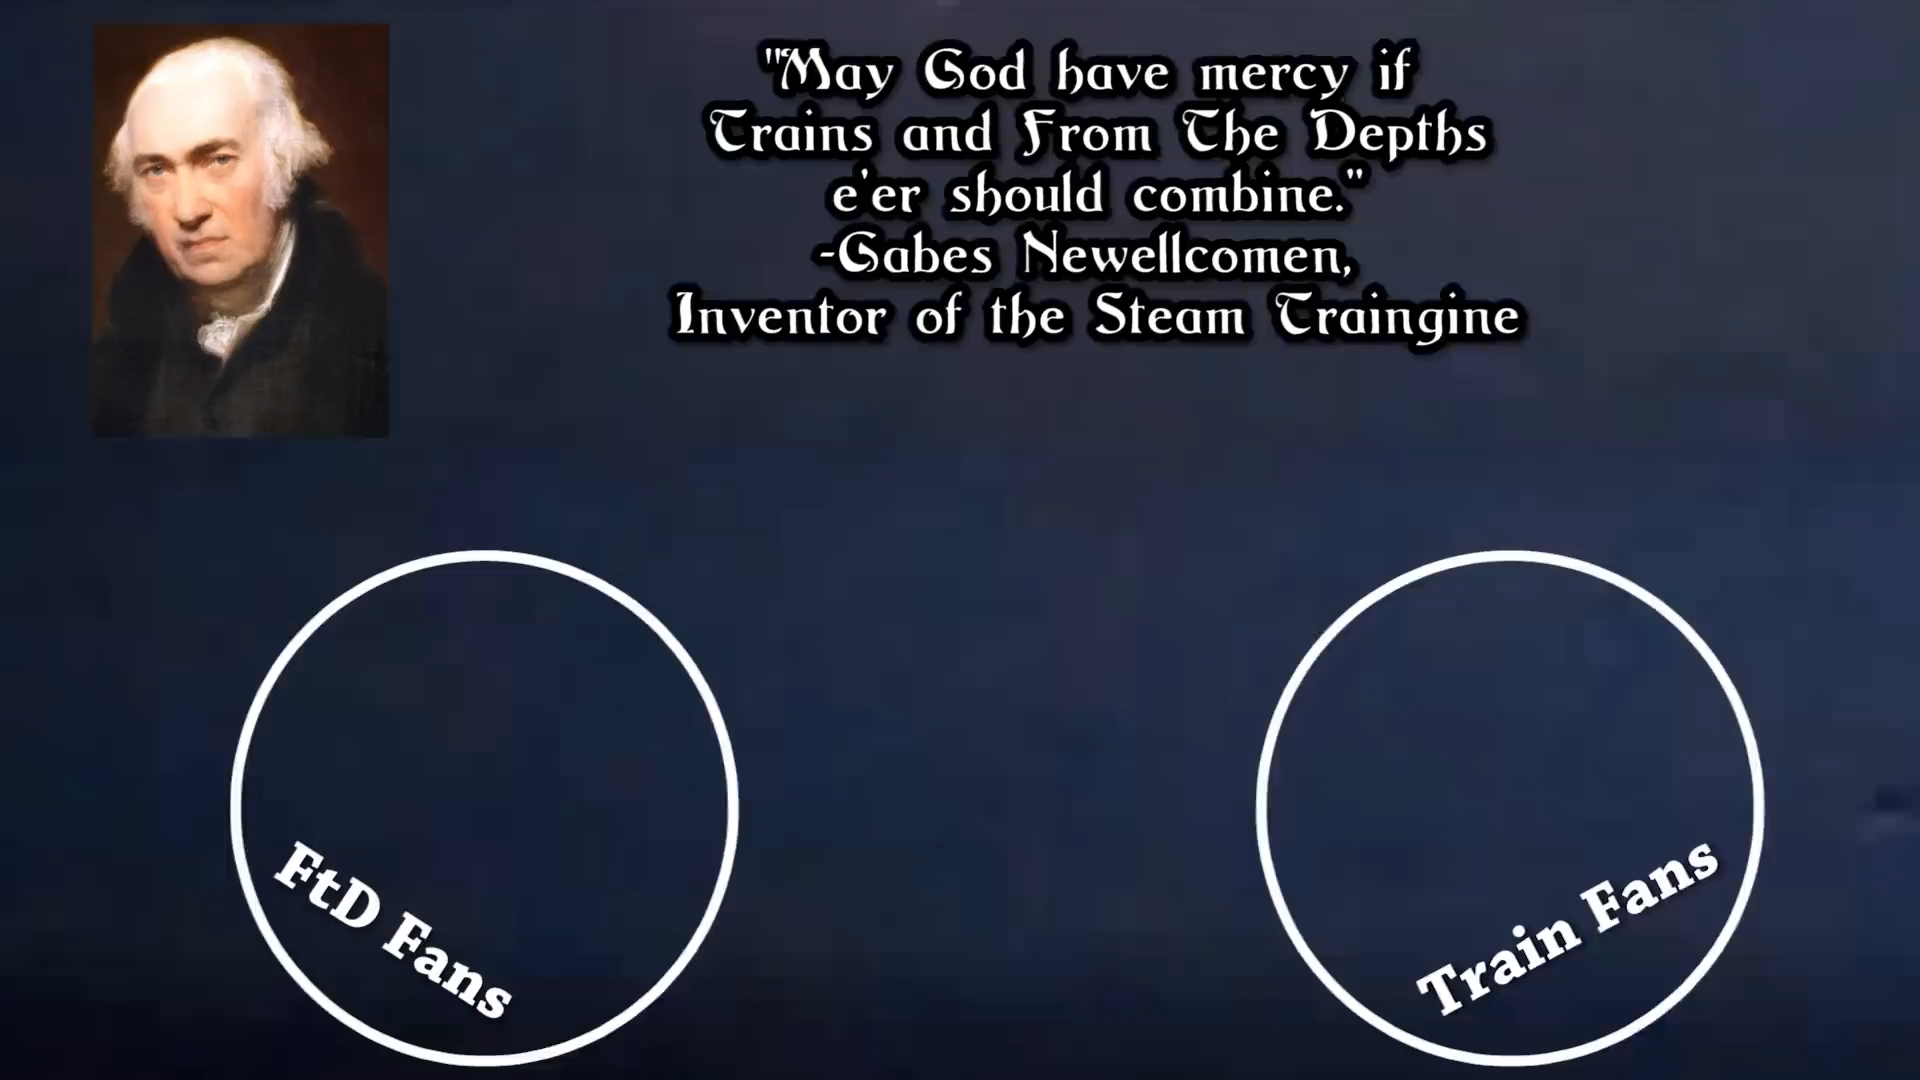 "May God have mercy if
Trains and From The Depths
e'er should combine."
-Gabes Newellcomen,
Inventor of the Steam Traingine
FtD Fans
Train Fans